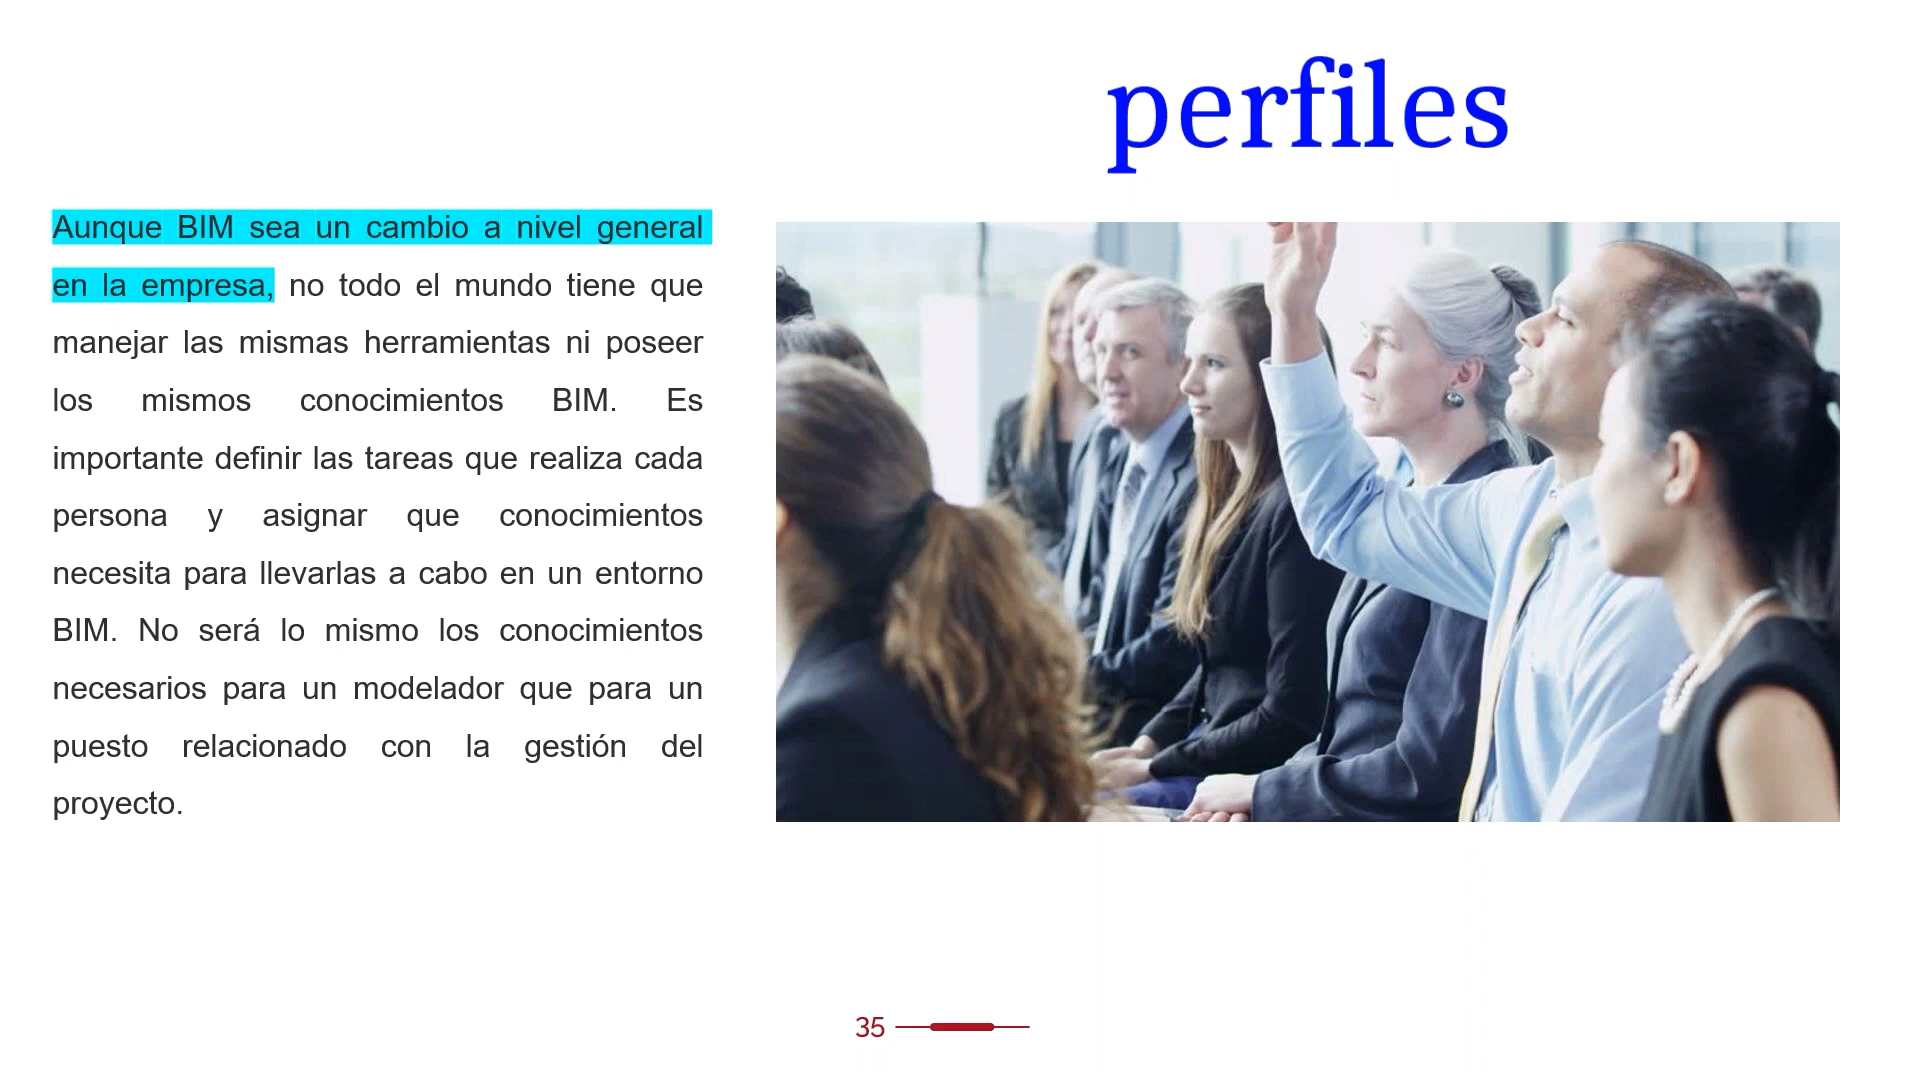 perfiles
Aunque BIM sea un cambio a nivel general
en la empresa, no todo el mundo tiene que
manejar las mismas herramientas ni poseer
los mismos conocimientos BIM. Es
importante definir las tareas que realiza cada
persona y asignar que conocimientos
necesita para llevarlas a cabo en un entorno
BIM. No será lo mismo los conocimientos
necesarios para un modelador que para un
puesto relacionado con la gestión del
proyecto.
35